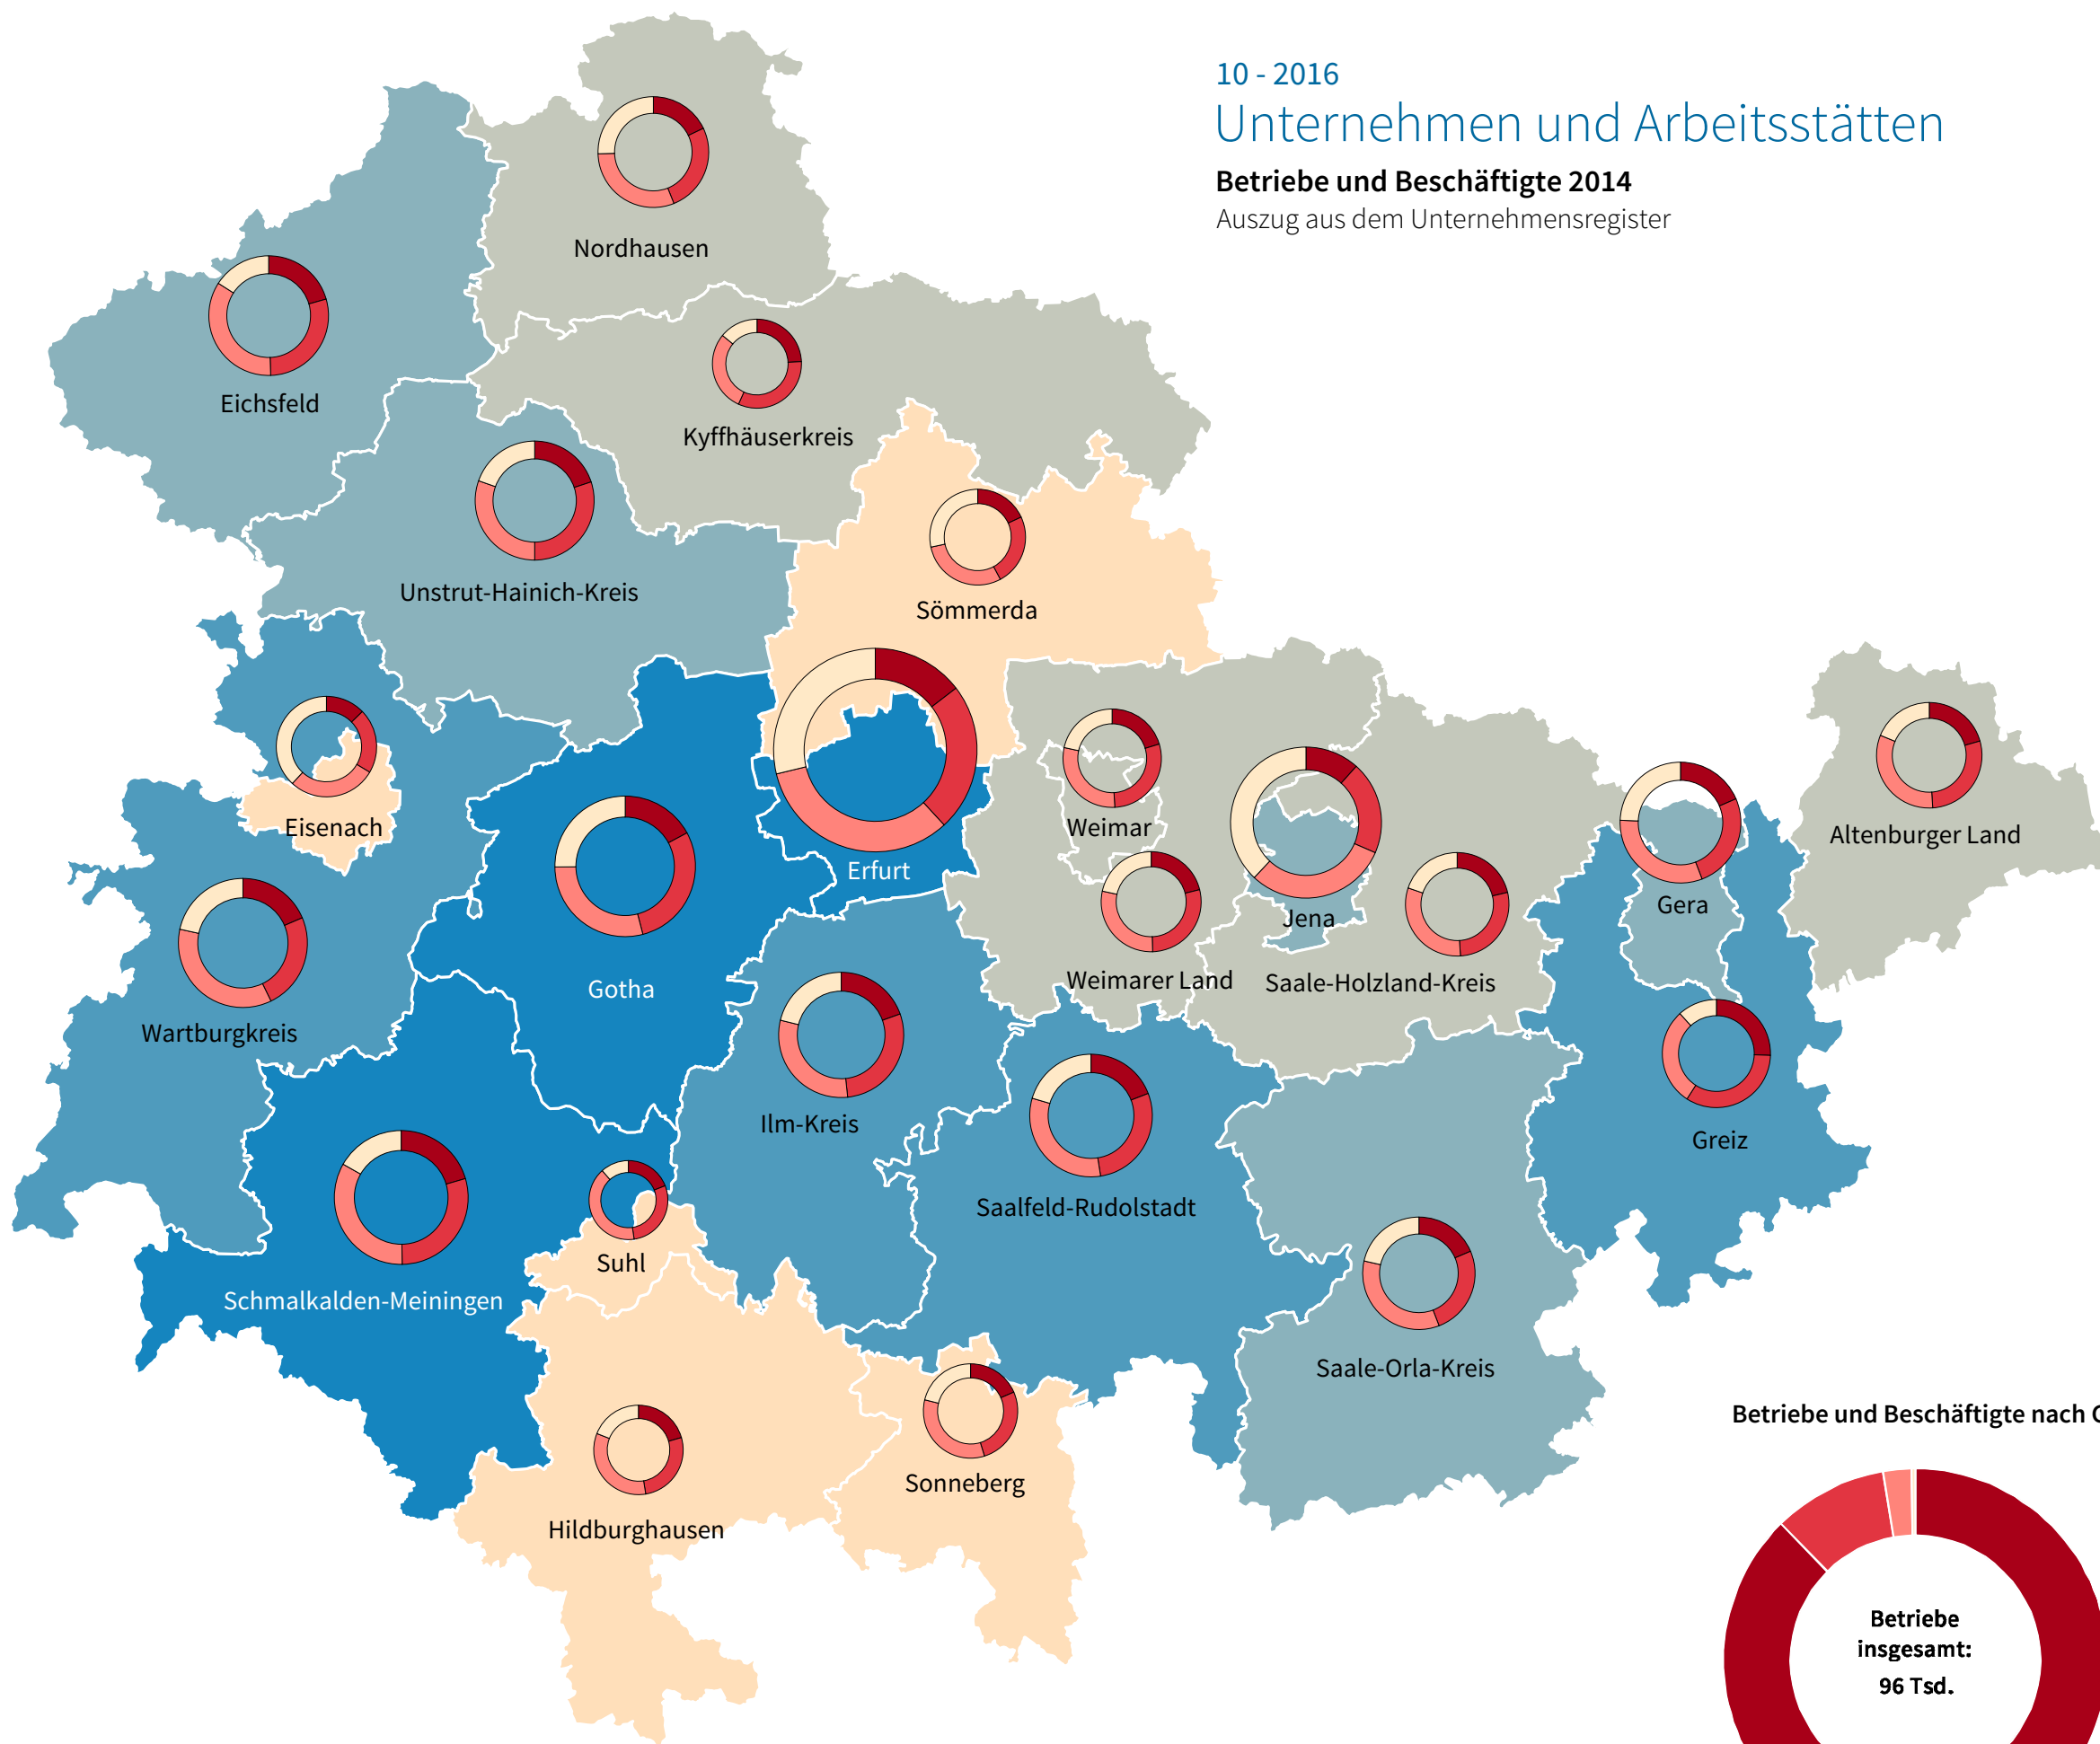 10 - 2016
Unternehmen und Arbeitsstätten
Betriebe und Beschäftigte 2014
Auszug aus dem Unternehmensregister
Nordhausen
Eichsfeld
Kyffhäuserkreis
Unstrut-Hainich-Kreis
Sömmerda
Eisenach
Weimar
Altenburger Land
Erfurt
Gera
Jena
Weimarer Land
Saale-Holzland-Kreis
Gotha
Wartburgkreis
Ilm-Kreis
Greiz
Saalfeld-Rudolstadt
Suhl
Schmalkalden-Meiningen
Saale-Orla-Kreis
Betriebe und Beschäftigte nach
Sonneberg
Hildburghausen
Betriebe
insgesamt:
96 Tsd.